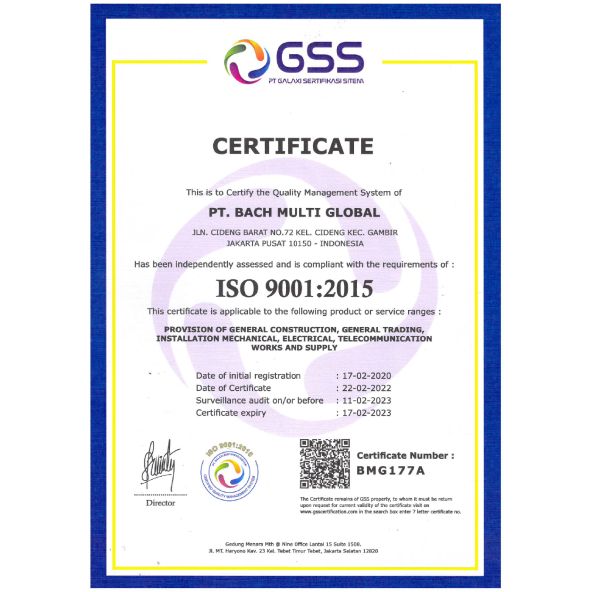 GSS
PT GALAXI SERTIFIKASI SITEM
CERTIFICATE
This is to Certify the Quality Management System of
PT. BACH MULTI GLOBAL
JLN. CIDENG BARAT NO.72 KEL. CIDENG KEC. GAMBIR
JAKARTA PUSAT 10150 - INDONESIA
Has been independently assessed and is compliant with the requirements of :
ISO 9001:2015
This certificate is applicable to the following product or service ranges :
PROVISION OF GENERAL CONSTRUCTION, GENERAL TRADING,
INSTALLATION MECHANICAL, ELECTRICAL, TELECOMMUNICATION
WORKS AND SUPPLY
Date of initial registration : 17-02-2020
Date of Certificate : 22-02-2022
Surveillance audit on/or before : 11-02-2023
Certificate expiry : 17-02-2023
ISO 9001:2015
Certificate Number :
BMG177A
Director
The Certificate remains of GSS property, to whom it must be return
upon request for current validity of the certificate visit on
www.gsscertification.com in the search box enter 7 letter certificate no.
Gedung Menara Mth @ Nine Office Lantai 15 Suite 1508,
Jl. MT. Haryono Kav. 23 Kel. Tebet Timur Tebet, Jakarta Selatan 12820